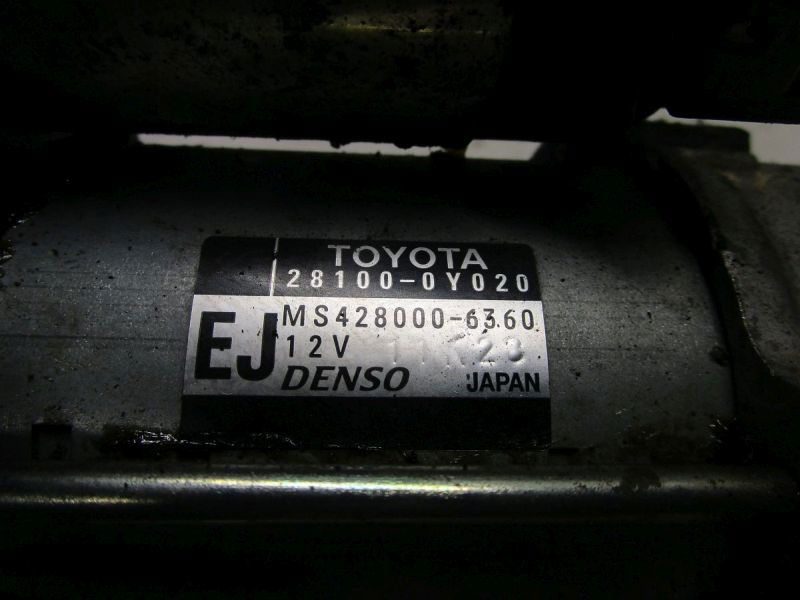 TOYOTA
28100-0Y020
EJ
MS428000-6360
12V
DENSO JAPAN